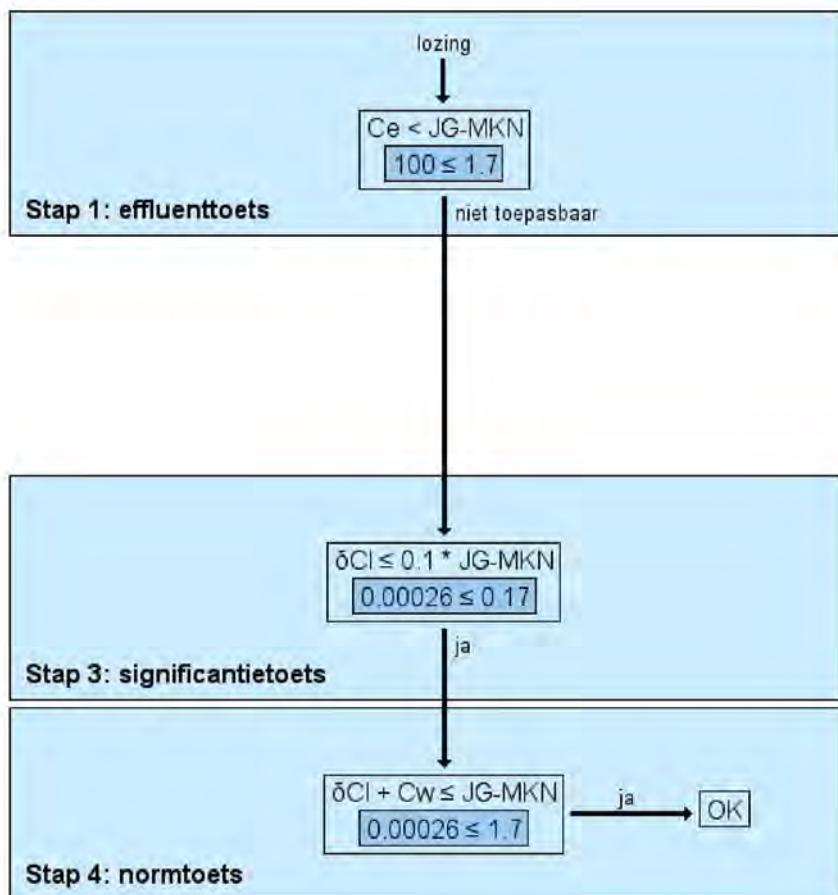 lozing
Ce < JG-MKN
100 ≤ 1.7
Stap 1: effluenttoets
niet toepasbaar
δCl ≤ 0.1 * JG-MKN
0.00026 ≤ 0.17
ja
Stap 3: significantietoets
δCl + Cw ≤ JG-MKN
0.00026 ≤ 1.7
ja
OK
Stap 4: normtoets